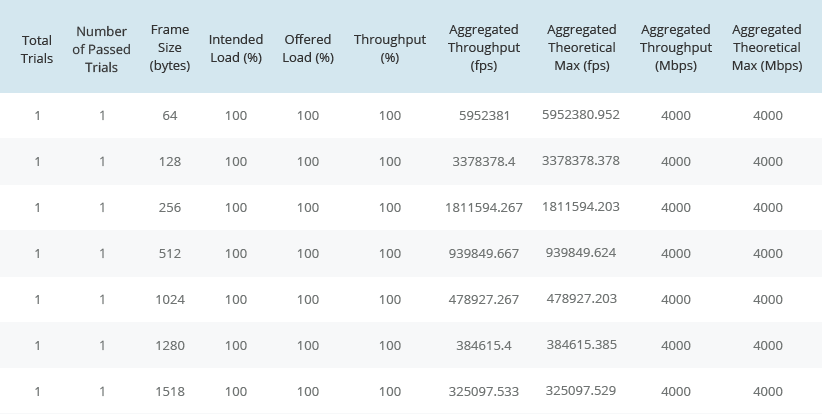 Total Trials Number of Passed Trials Frame Size (bytes) Intended Load (%) Offered Load (%) Throughput (%) Aggregated Throughput (fps) Aggregated Theoretical Max (fps) Aggregated Throughput (Mbps) Aggregated Theoretical Max (Mbps)
1 1 64 100 100 100 5952381 5952380.952 4000 4000
1 1 128 100 100 100 3378378.4 3378378.378 4000 4000
1 1 256 100 100 100 1811594.267 1811594.203 4000 4000
1 1 512 100 100 100 939849.667 939849.624 4000 4000
1 1 1024 100 100 100 478927.267 478927.203 4000 4000
1 1 1280 100 100 100 384615.4 384615.385 4000 4000
1 1 1518 100 100 100 325097.533 325097.529 4000 4000